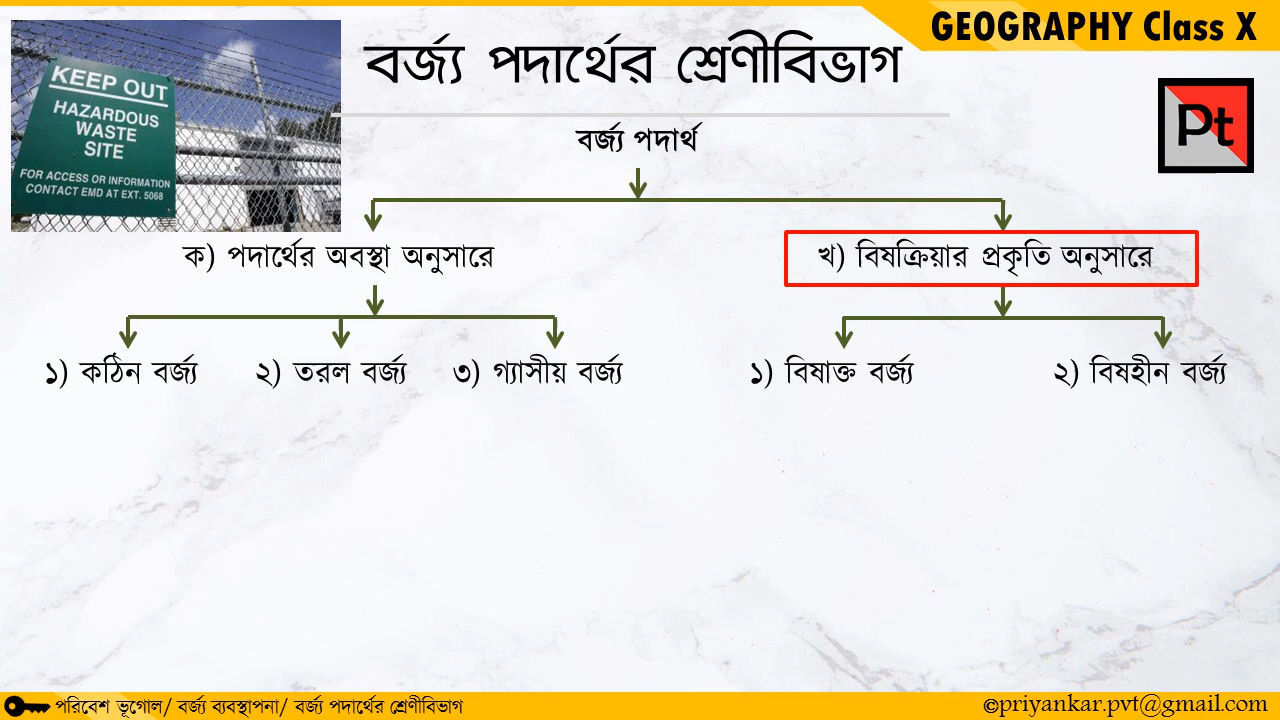 GEOGRAPHY Class X
বর্জ্য পদার্থের শ্রেণীবিভাগ
KEEP OUT
HAZARDOUS
WASTE
SITE
FOR ACCESS OR INFORMATION
CONTACT EMD AT EXT. 5068
Pt
বর্জ্য পদার্থ
ক) পদার্থের অবস্থা অনুসারে
খ) বিষক্রিয়ার প্রকৃতি অনুসারে
১) কঠিন বর্জ্য ২) তরল বর্জ্য ৩) গ্যাসীয় বর্জ্য
১) বিষাক্ত বর্জ্য ২) বিষহীন বর্জ্য
পরিবেশ ভূগোল/ বর্জ্য ব্যবস্থাপনা/ বর্জ্য পদার্থের শ্রেণীবিভাগ
©priyankar.pvt@gmail.com